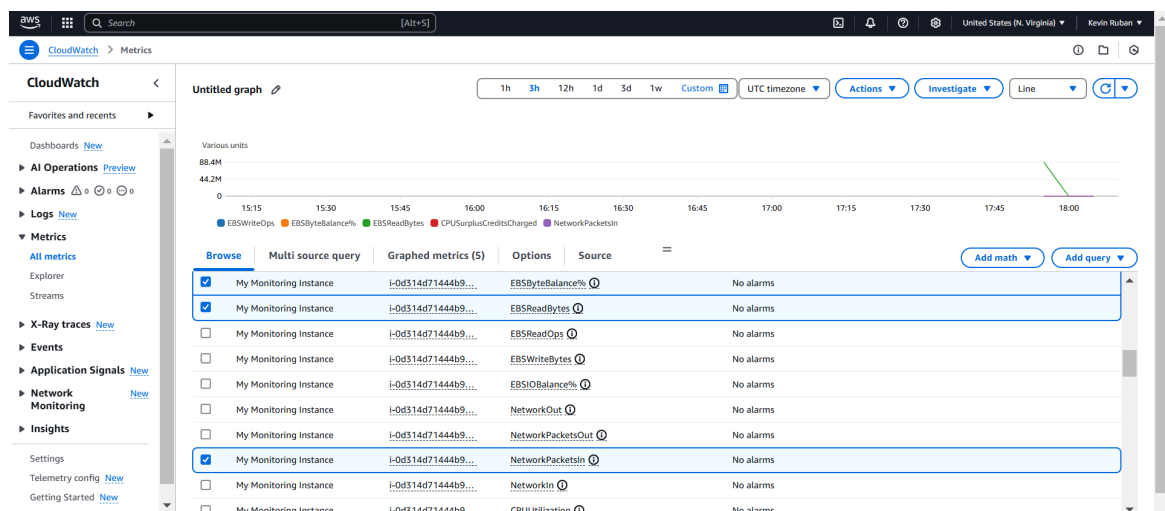 aws
Search [Alt+S] United States (N. Virginia) Kevin Ruban
CloudWatch > Metrics
CloudWatch
Favorites and recents
Dashboards New
AI Operations Preview
Alarms 0 0 0
Logs New
Metrics
All metrics
Explorer
Streams
X-Ray traces New
Events
Application Signals New
Network New
Monitoring
Insights
Settings
Telemetry config New
Getting Started New
Untitled graph 1h 3h 12h 1d 3d 1w Custom UTC timezone Actions Investigate Line
Various units
88.4M
44.2M
0
15:15 15:30 15:45 16:00 16:15 16:30 16:45 17:00 17:15 17:30 17:45 18:00
EBSWriteOps EBSByteBalance% EBSReadBytes CPUSurplusCreditsCharged NetworkPacketsIn
Browse Multi source query Graphed metrics (5) Options Source Add math Add query
My Monitoring Instance i-0d314d71444b9... EBSByteBalance% No alarms
My Monitoring Instance i-0d314d71444b9... EBSReadBytes No alarms
My Monitoring Instance i-0d314d71444b9... EBSReadOps No alarms
My Monitoring Instance i-0d314d71444b9... EBSWriteBytes No alarms
My Monitoring Instance i-0d314d71444b9... EBSIOBalance% No alarms
My Monitoring Instance i-0d314d71444b9... NetworkOut No alarms
My Monitoring Instance i-0d314d71444b9... NetworkPacketsOut No alarms
My Monitoring Instance i-0d314d71444b9... NetworkPacketsIn No alarms
My Monitoring Instance i-0d314d71444b9... NetworkIn No alarms
My Monitoring Instance i-0d314d71444b9... CPUUtilization No alarms